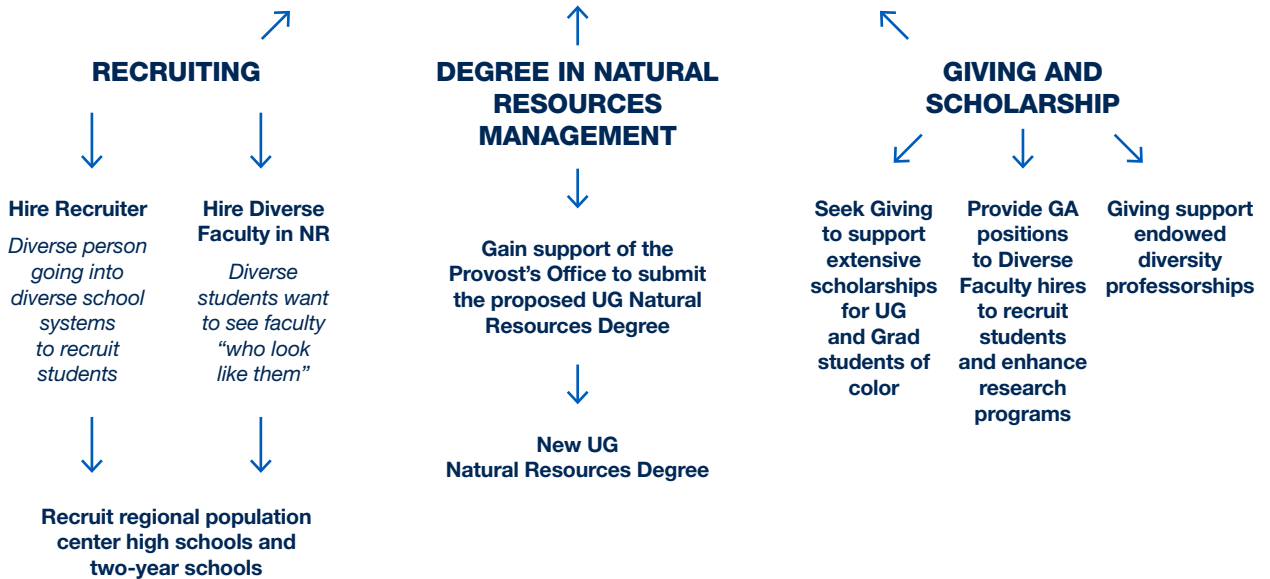 RECRUITING
Hire Recruiter
Diverse person
going into
diverse school
systems
to recruit
students
Hire Diverse
Faculty in NR
Diverse
students want
to see faculty
“who look
like them”
Recruit regional population
center high schools and
two-year schools
DEGREE IN NATURAL
RESOURCES
MANAGEMENT
Gain support of the
Provost’s Office to submit
the proposed UG Natural
Resources Degree
New UG
Natural Resources Degree
GIVING AND
SCHOLARSHIP
Seek Giving
to support
extensive
scholarships
for UG
and Grad
students of
color
Provide GA
positions
to Diverse
Faculty hires
to recruit
students
and enhance
research
programs
Giving support
endowed
diversity
professorships